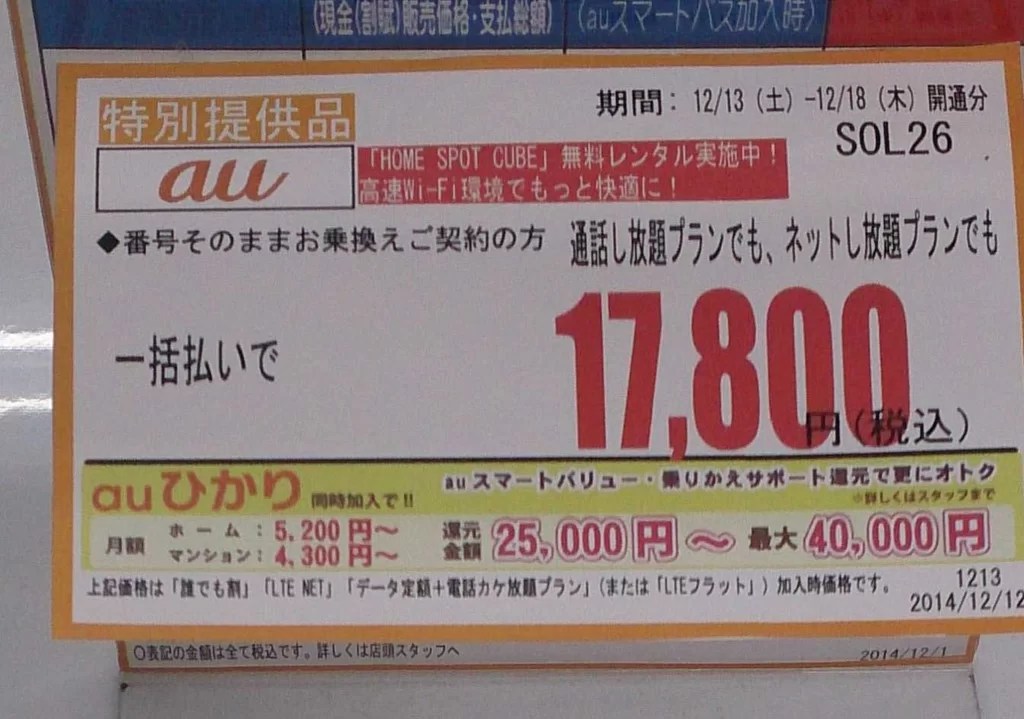 (現金(割賦)販売価格・支払総額)
(auスマートパス加入時)
特別提供品
期間: 12/13(土)-12/18(木)開通分
SOL26
au
「HOME SPOT CUBE」無料レンタル実施中!
高速Wi-Fi環境でもっと快適に!
◆番号そのままお乗換えご契約の方
通話し放題プランでも、ネットし放題プランでも
一括払いで
17,800
円(税込)
auひかり 同時加入で!!
auスマートバリュー・乗りかえサポート還元で更にオトク
※詳しくはスタッフまで
月額
ホーム: 5,200円~
マンション: 4,300円~
還元金額 25,000円~最大40,000円
上記価格は「誰でも割」「LTE NET」「データ定額+電話カケ放題プラン」(または「LTEフラット」)加入時価格です。
1213
2014/12/12
○表記の金額は全て税込です。詳しくは店頭スタッフへ
2014/12/1